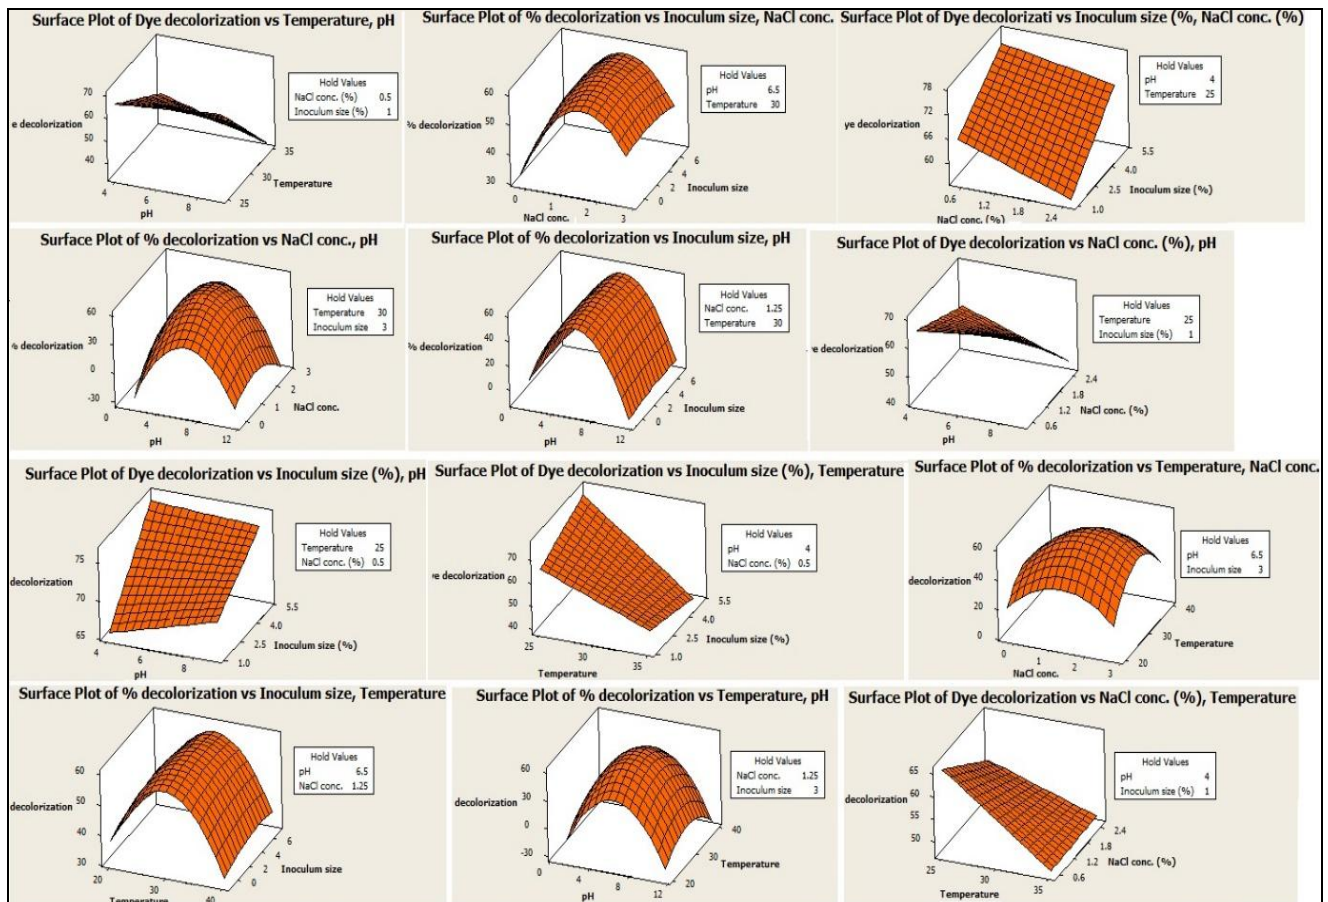 Surface Plot of Dye decolorization vs Temperature, pH
Hold Values
NaCl conc. (%) 0.5
Inoculum size (%) 1
70
60
50
40
e decolorization
4
6
8
pH
25
30
35
Temperature
Surface Plot of % decolorization vs Inoculum size, NaCl conc.
Hold Values
pH 6.5
Temperature 30
60
50
40
30
% decolorization
0
1
2
3
NaCl conc.
0
2
4
6
Inoculum size
Surface Plot of Dye decolorizati vs Inoculum size (%, NaCl conc. (%)
Hold Values
pH 4
Temperature 25
78
72
66
60
ye decolorization
0.6
1.2
1.8
2.4
NaCl conc. (%)
1.0
2.5
4.0
5.5
Inoculum size (%)
Surface Plot of % decolorization vs NaCl conc., pH
Hold Values
Temperature 30
Inoculum size 3
60
30
0
-30
% decolorization
0
4
8
12
pH
0
1
2
3
NaCl conc.
Surface Plot of % decolorization vs Inoculum size, pH
Hold Values
NaCl conc. 1.25
Temperature 30
60
40
20
0
% decolorization
0
4
8
12
pH
0
2
4
6
Inoculum size
Surface Plot of Dye decolorization vs NaCl conc. (%), pH
Hold Values
Temperature 25
Inoculum size (%) 1
70
60
50
40
e decolorization
4
6
8
pH
0.6
1.2
1.8
2.4
NaCl conc. (%)
Surface Plot of Dye decolorization vs Inoculum size (%), pH
Hold Values
Temperature 25
NaCl conc. (%) 0.5
75
70
65
decolorization
4
6
8
pH
1.0
2.5
4.0
5.5
Inoculum size (%)
Surface Plot of Dye decolorization vs Inoculum size (%), Temperature
Hold Values
pH 4
NaCl conc. (%) 0.5
70
60
50
40
e decolorization
25
30
35
Temperature
1.0
2.5
4.0
5.5
Inoculum size (%)
Surface Plot of % decolorization vs Temperature, NaCl conc.
Hold Values
pH 6.5
Inoculum size 3
60
40
20
0
decolorization
0
1
2
3
NaCl conc.
20
30
40
Temperature
Surface Plot of % decolorization vs Inoculum size, Temperature
Hold Values
pH 6.5
NaCl conc. 1.25
60
50
40
30
decolorization
20
30
40
Temperature
0
2
4
6
Inoculum size
Surface Plot of % decolorization vs Temperature, pH
Hold Values
NaCl conc. 1.25
Inoculum size 3
60
30
0
-30
decolorization
0
4
8
12
pH
20
30
40
Temperature
Surface Plot of Dye decolorization vs NaCl conc. (%), Temperature
Hold Values
pH 4
Inoculum size (%) 1
65
60
55
50
decolorization
25
30
35
Temperature
0.6
1.2
1.8
2.4
NaCl conc. (%)